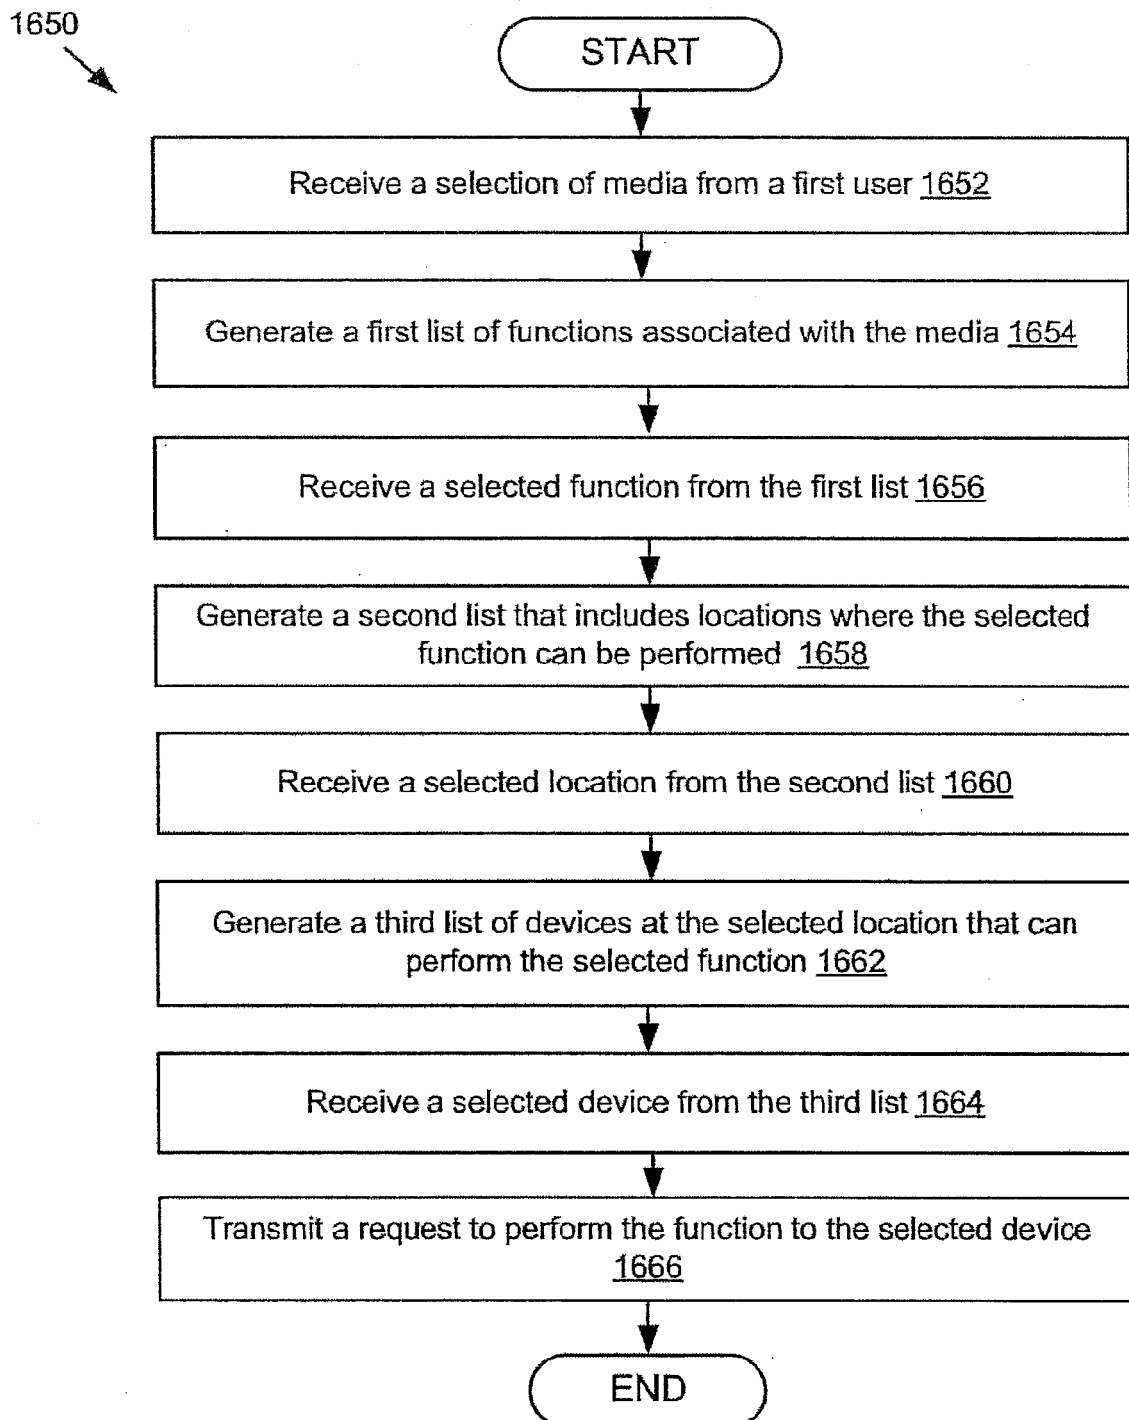 1650
START
Receive a selection of media from a first user 1652
Generate a first list of functions associated with the media 1654
Receive a selected function from the first list 1656
Generate a second list that includes locations where the selected
function can be performed 1658
Receive a selected location from the second list 1660
Generate a third list of devices at the selected location that can
perform the selected function 1662
Receive a selected device from the third list 1664
Transmit a request to perform the function to the selected device
1666
END